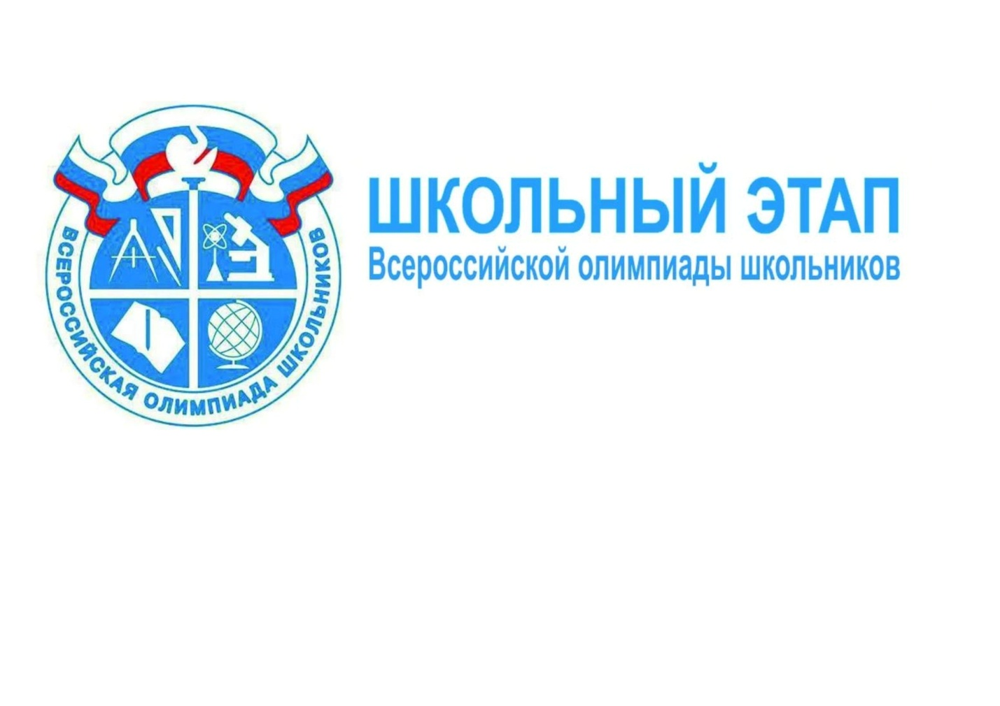 ВСЕРОССИЙСКАЯ ОЛИМПИАДА ШКОЛЬНИКОВ
ШКОЛЬНЫЙ ЭТАП
Всероссийской олимпиады школьников